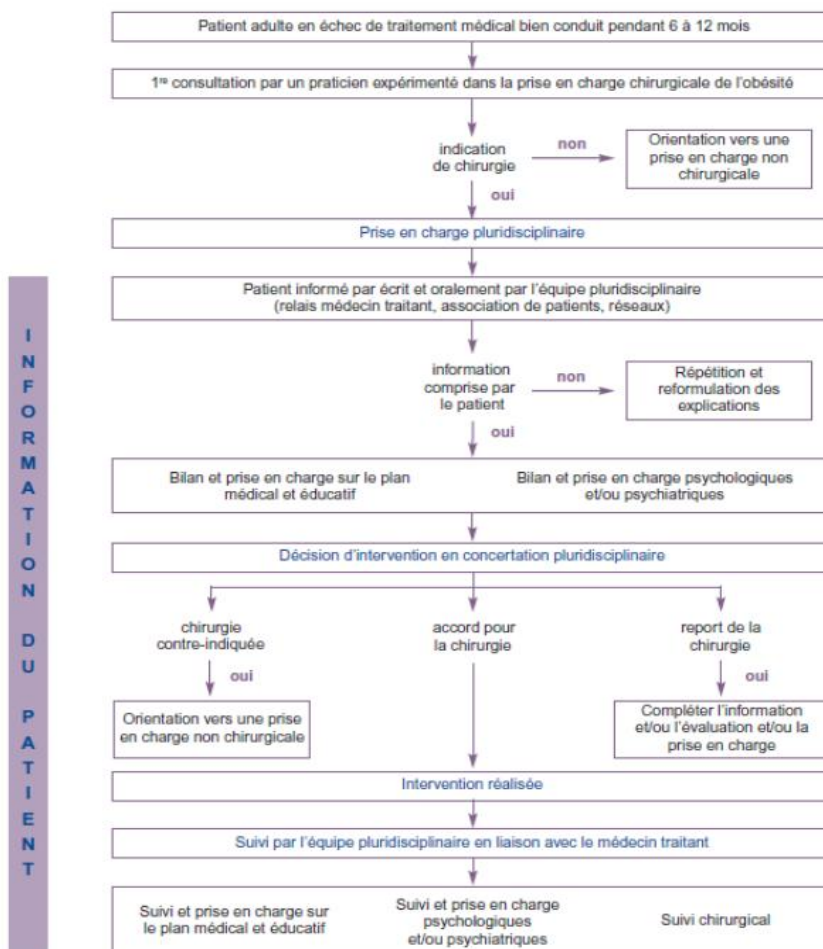 Patient adulte en échec de traitement médical bien conduit pendant 6 à 12 mois
1re consultation par un praticien expérimenté dans la prise en charge chirurgicale de l'obésité
indication
de chirurgie
non
Orientation vers une
prise en charge non
chirurgicale
oui
Prise en charge pluridisciplinaire
INFORMATION DU PATIENT
Patient informé par écrit et oralement par l'équipe pluridisciplinaire
(relais médecin traitant, association de patients, réseaux)
information
comprise par
le patient
non
Répétition et
reformulation des
explications
oui
Bilan et prise en charge sur le plan
médical et éducatif
Bilan et prise en charge psychologiques
et/ou psychiatriques
Décision d'intervention en concertation pluridisciplinaire
chirurgie
contre-indiquée
oui
Orientation vers une prise
en charge non chirurgicale
accord pour
la chirurgie
report de la
chirurgie
oui
Compléter l'information
et/ou l'évaluation et/ou la
prise en charge
Intervention réalisée
Suivi par l'équipe pluridisciplinaire en liaison avec le médecin traitant
Suivi et prise en charge sur
le plan médical et éducatif
Suivi et prise en charge
psychologiques
et/ou psychiatriques
Suivi chirurgical